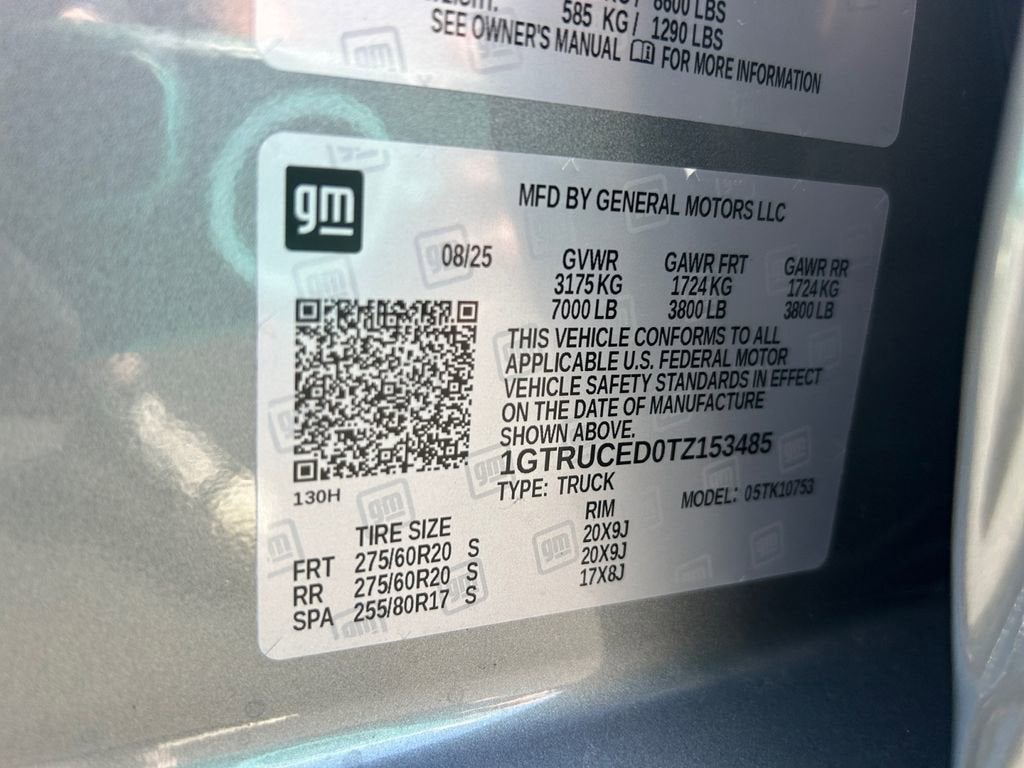 585 KG / 1290 LBS
SEE OWNER'S MANUAL FOR MORE INFORMATION
gm
MFD BY GENERAL MOTORS LLC
08/25
GVWR GAWR FRT GAWR RR
3175 KG 1724 KG 1724 KG
7000 LB 3800 LB 3800 LB
THIS VEHICLE CONFORMS TO ALL
APPLICABLE U.S. FEDERAL MOTOR
VEHICLE SAFETY STANDARDS IN EFFECT
ON THE DATE OF MANUFACTURE
SHOWN ABOVE.
1GTRUCED0TZ153485
TYPE: TRUCK MODEL: 05TK10753
130H
TIRE SIZE RIM
FRT 275/60R20 S 20X9J
RR 275/60R20 S 20X9J
SPA 255/80R17 S 17X8J